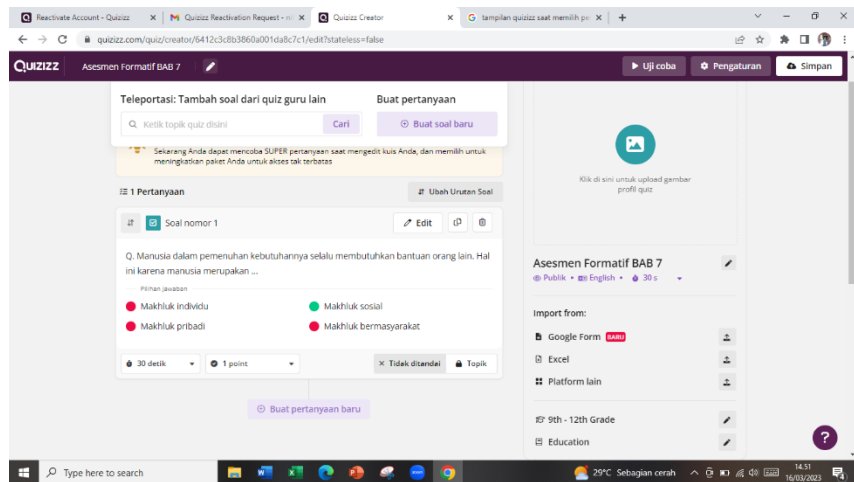 Reactivate Account - Quizizz
Quizizz Reactivation Request - ni
Quizizz Creator
tampilan quizizz saat memilih pe
quizizz.com/quiz/creator/6412c3c8b3860a001da8c7c1/edit?stateless=false
QUIZIZZ
Asesmen Formatif BAB 7
Uji coba
Pengaturan
Simpan
Teleportasi: Tambah soal dari quiz guru lain
Buat pertanyaan
Ketik topik quiz disini
Cari
Buat soal baru
Sekarang Anda dapat mencoba SUPER pertanyaan saat mengedit kuis Anda, dan memilih untuk
meningkatkan paket Anda untuk akses tak terbatas
1 Pertanyaan
Ubah Urutan Soal
Soal nomor 1
Edit
Q. Manusia dalam pemenuhan kebutuhannya selalu membutuhkan bantuan orang lain. Hal
ini karena manusia merupakan ...
Pilihan jawaban
Makhluk individu
Makhluk sosial
Makhluk pribadi
Makhluk bermasyarakat
30 detik
1 point
Tidak ditandai
Topik
Buat pertanyaan baru
Klik di sini untuk upload gambar
profil quiz
Asesmen Formatif BAB 7
Publik • English • 30 s
Import from:
Google Form BARU
Excel
Platform lain
9th - 12th Grade
Education
?
Type here to search
29°C Sebagian cerah
14.51
16/03/2023